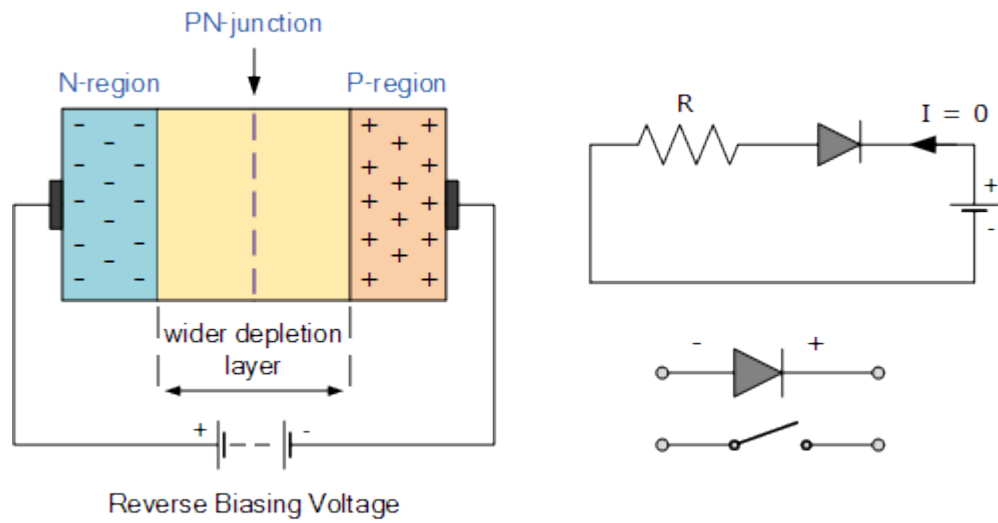 PN-junction
N-region
P-region
wider depletion
layer
+ -
Reverse Biasing Voltage
R
I = 0
+
-
- +